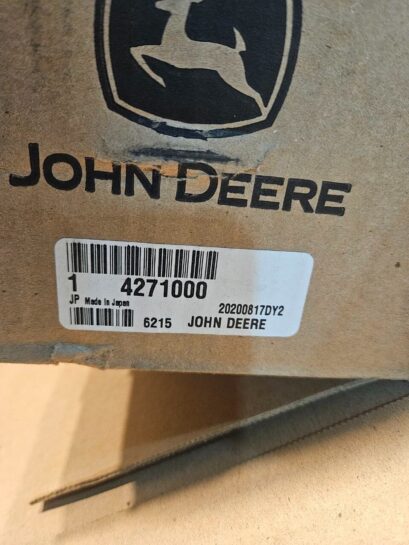 JOHN DEERE
1 4271000
JP Made in Japan 20200817DY2
6215 JOHN DEERE